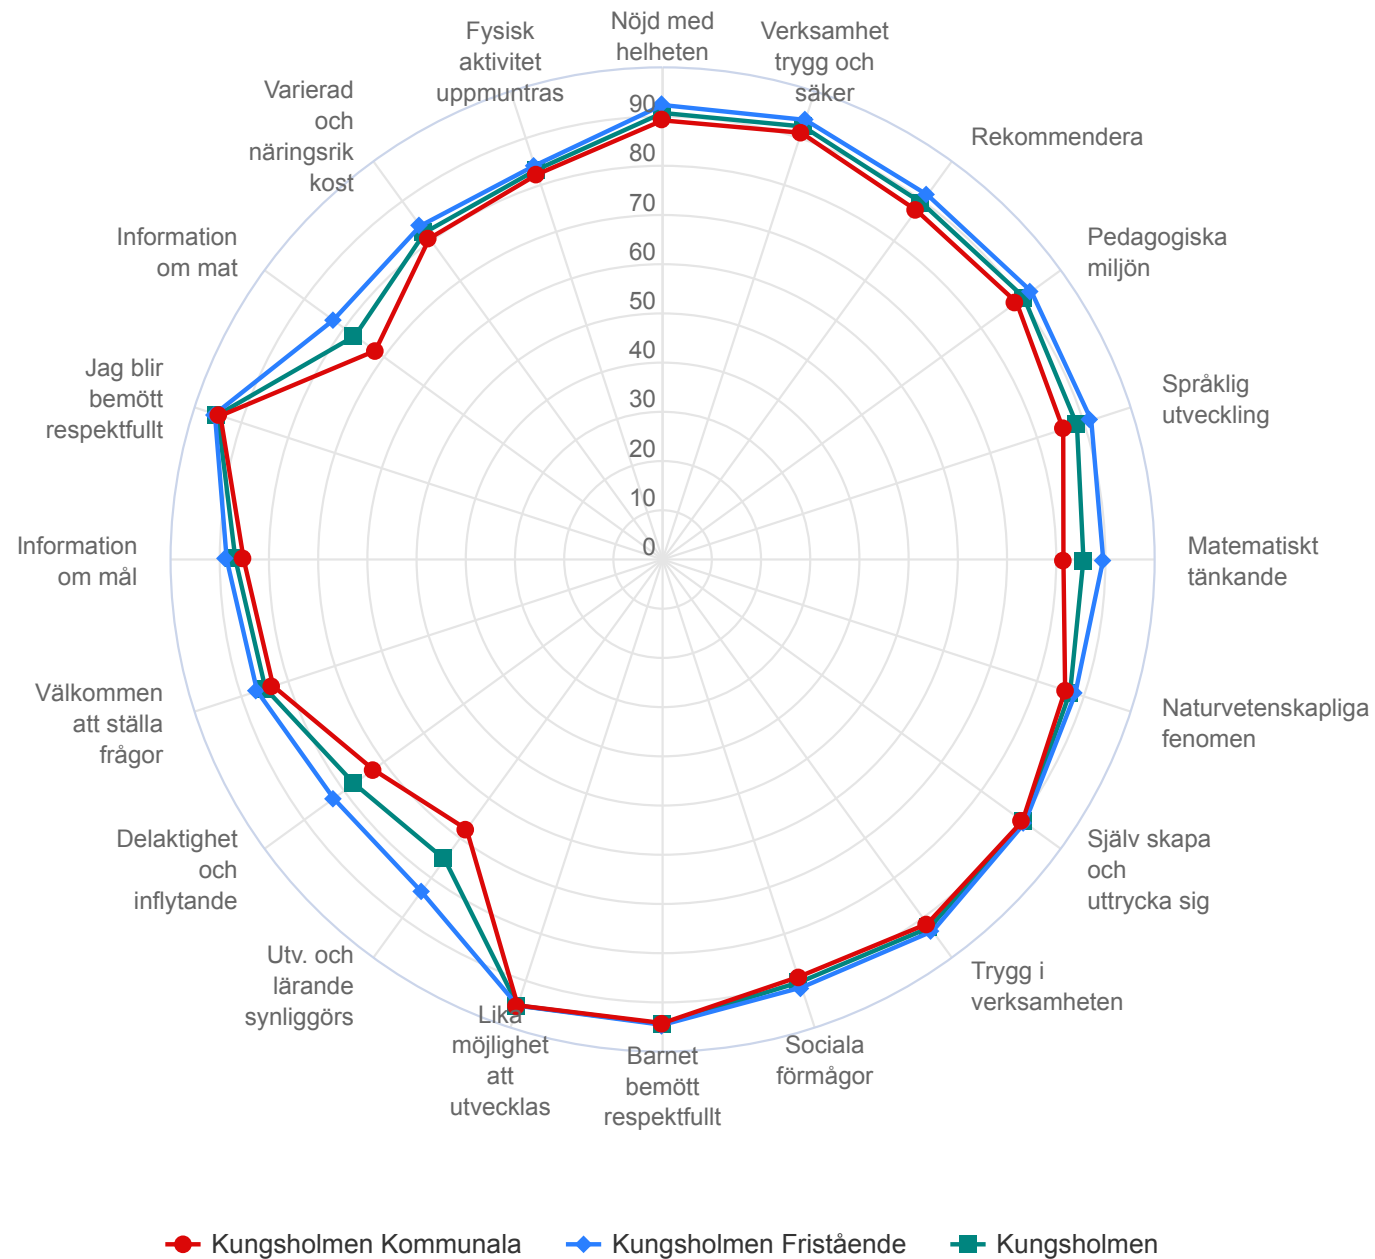 Nöjd med
helheten
Verksamhet
trygg och
säker
Rekommendera
Pedagogiska
miljön
Språklig
utveckling
Matematiskt
tänkande
Naturvetenskapliga
fenomen
Själv skapa
och
uttrycka sig
Trygg i
verksamheten
Sociala
förmågor
Barnet
bemött
respektfullt
Lika
möjlighet
att
utvecklas
Utv. och
lärande
synliggörs
Delaktighet
och
inflytande
Välkommen
att ställa
frågor
Information
om mål
Jag blir
bemött
respektfullt
Information
om mat
Varierad
och
näringsrik
kost
Fysisk
aktivitet
uppmuntras
90
80
70
60
50
40
30
20
10
0
Kungsholmen Kommunala
Kungsholmen Fristående
Kungsholmen